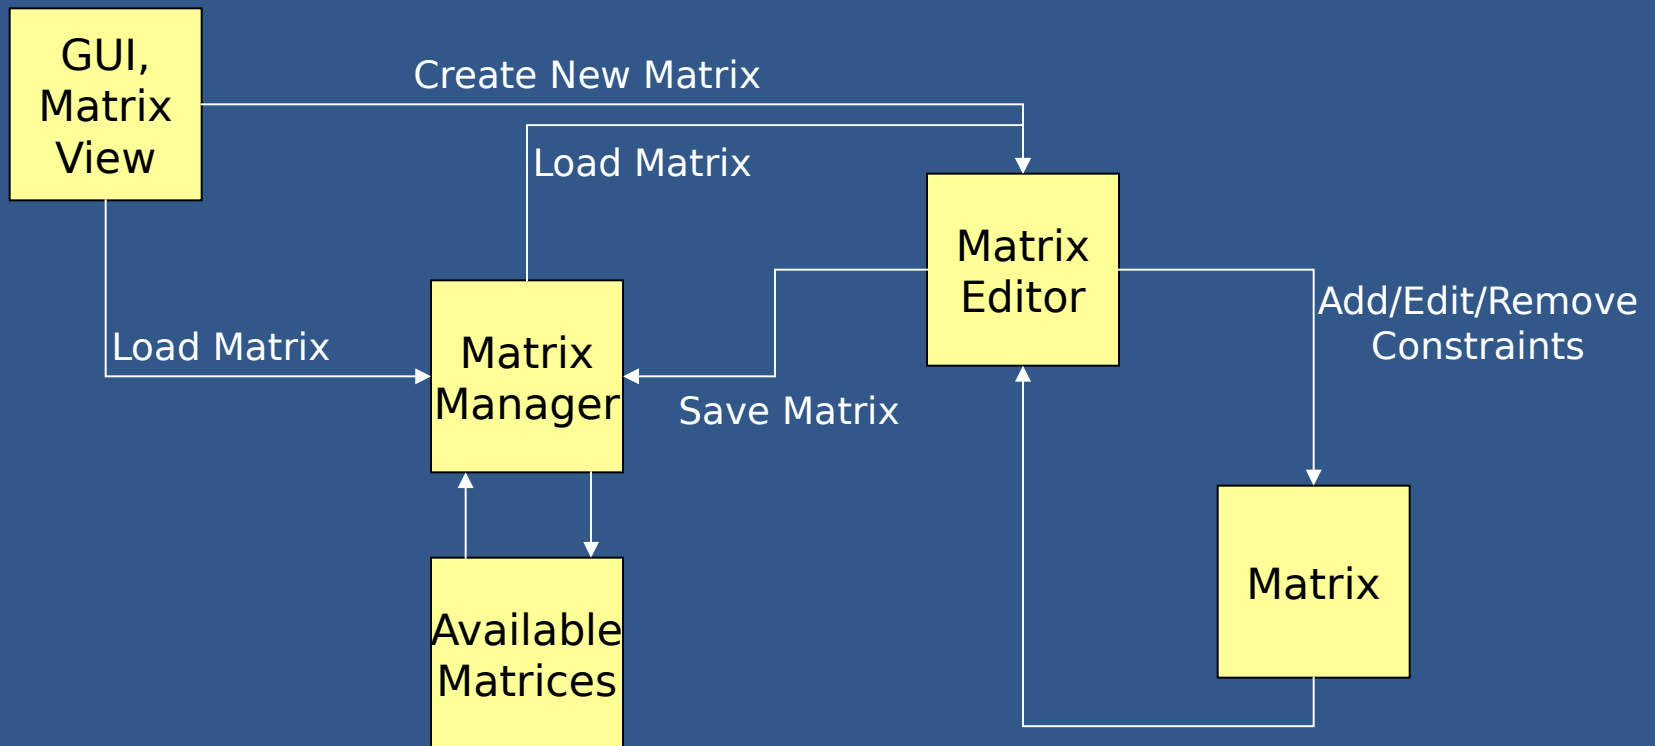 GUI,
Matrix
View
Create New Matrix
Load Matrix
Matrix
Editor
Add/Edit/Remove
Constraints
Load Matrix
Matrix
Manager
Save Matrix
Matrix
Available
Matrices